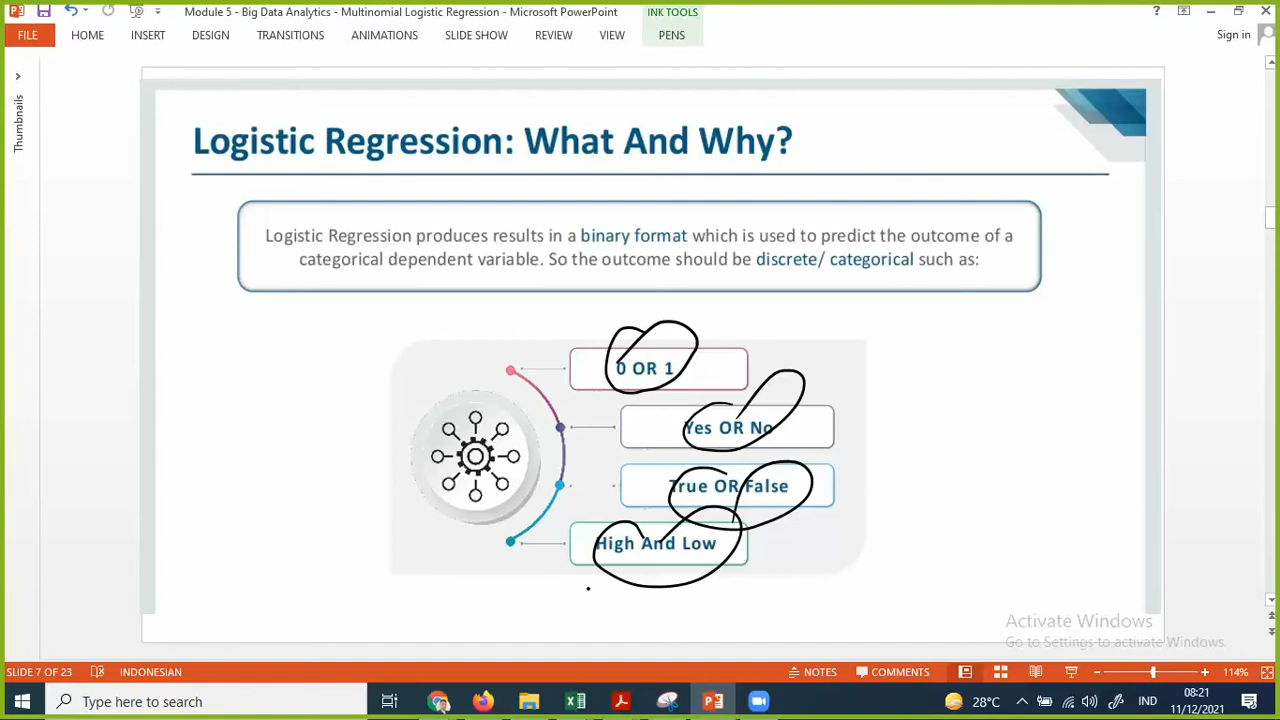 Module 5 - Big Data Analytics - Multinomial Logistic Regression - Microsoft PowerPoint
INK TOOLS
?
FILE
HOME
INSERT
DESIGN
TRANSITIONS
ANIMATIONS
SLIDE SHOW
REVIEW
VIEW
PENS
Sign in
Thumbnails
Logistic Regression: What And Why?
Logistic Regression produces results in a binary format which is used to predict the outcome of a
categorical dependent variable. So the outcome should be discrete/ categorical such as:
0 OR 1
Yes OR No
True OR False
High And Low
Activate Windows
Go to Settings to activate Windows.
SLIDE 7 OF 23
INDONESIAN
NOTES
COMMENTS
114%
Type here to search
28°C
IND
08:21
11/12/2021